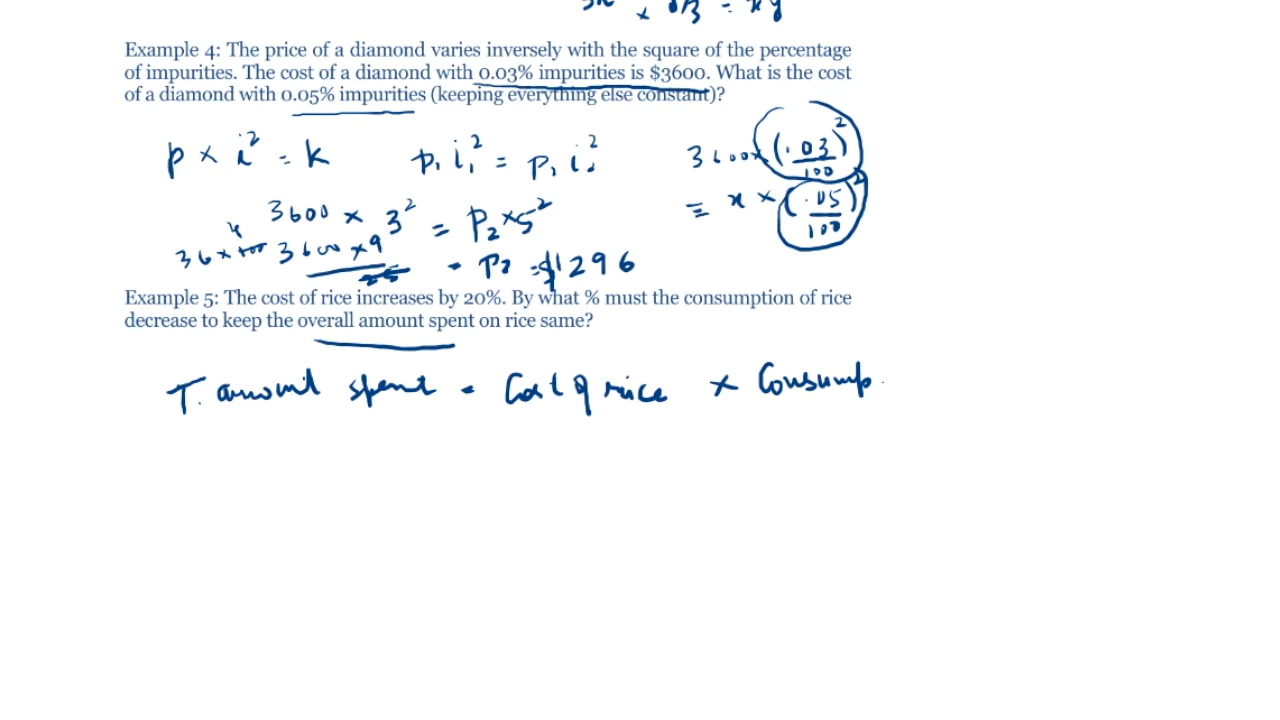 Example 4: The price of a diamond varies inversely with the square of the percentage
of impurities. The cost of a diamond with 0.03% impurities is $3600. What is the cost
of a diamond with 0.05% impurities (keeping everything else constant)?
p × i² = k
p₁ i₁² = p₂ i₂²
3600 × (.03/100)²
= x × (.05/100)²
3600 × 3² = P₂ × 5²
36 × 4 × 9
3600 × 9 / 25 = P₂ = $1296
Example 5: The cost of rice increases by 20%. By what % must the consumption of rice
decrease to keep the overall amount spent on rice same?
T. amount spent = Cost of rice × Consump.